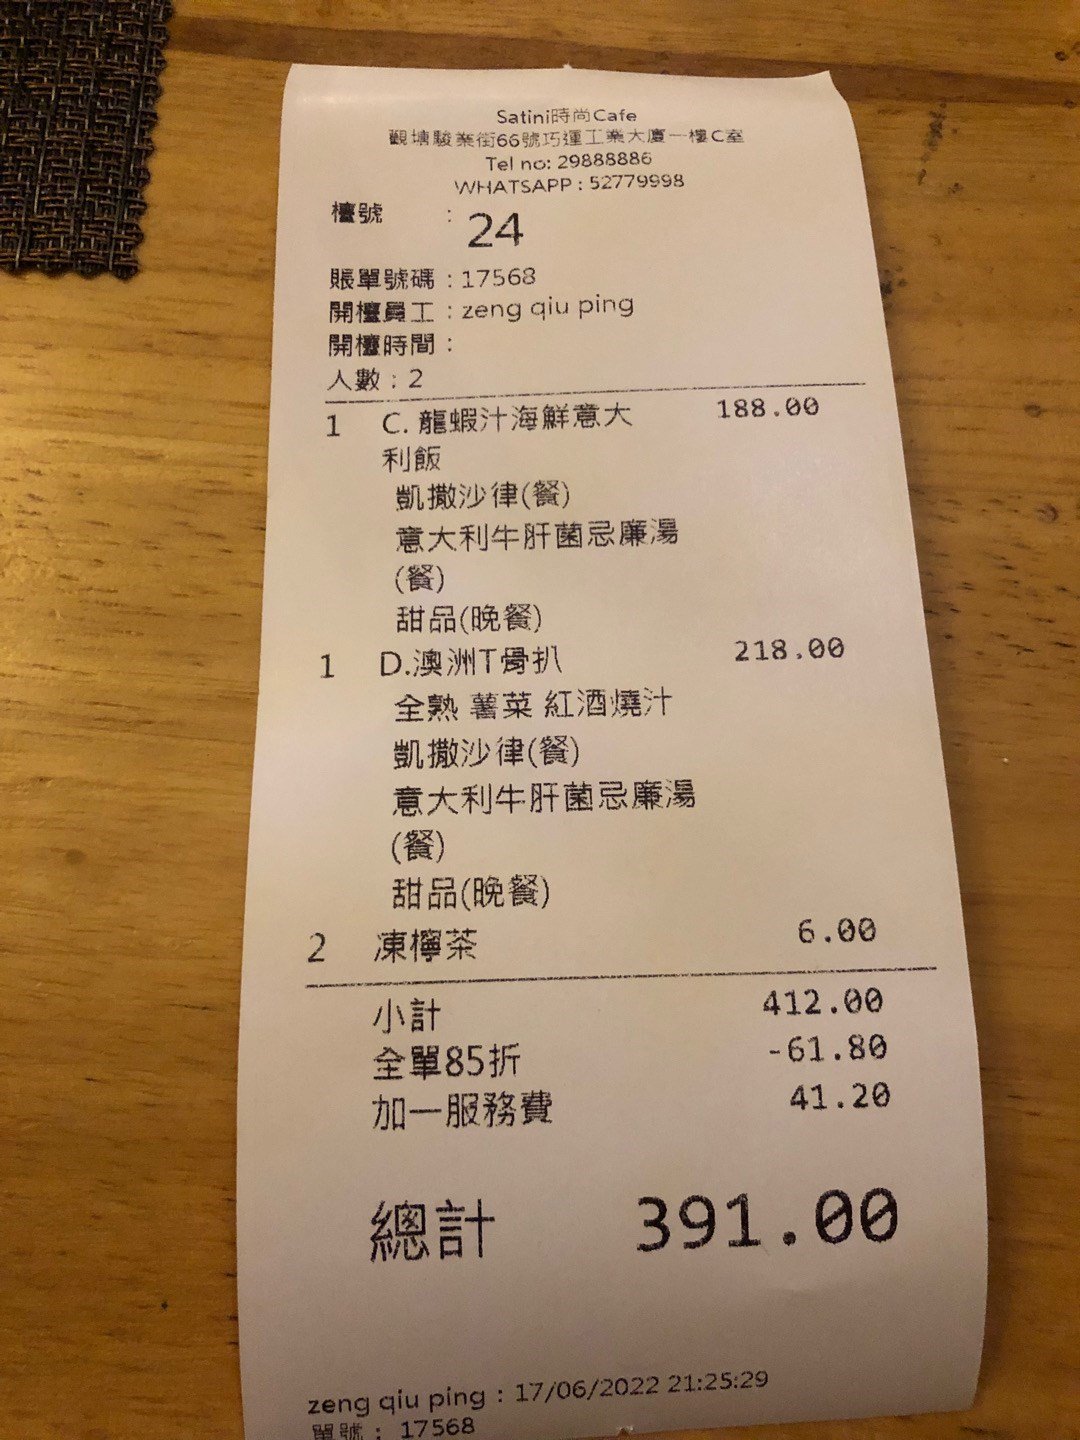 Satini時尚Cafe
觀塘駿業街66號巧運工業大廈一樓C室
Tel no: 29888886
WHATSAPP : 52779998
檯號 : 24
賬單號碼 : 17568
開檯員工 : zeng qiu ping
開檯時間 :
人數 : 2
1 C. 龍蝦汁海鮮意大 188.00
利飯
凱撒沙律(餐)
意大利牛肝菌忌廉湯
(餐)
甜品(晚餐)
1 D.澳洲T骨扒 218.00
全熟 薯菜 紅酒燒汁
凱撒沙律(餐)
意大利牛肝菌忌廉湯
(餐)
甜品(晚餐)
2 凍檸茶 6.00
小計 412.00
全單85折 -61.80
加一服務費 41.20
總計 391.00
zeng qiu ping : 17/06/2022 21:25:29
單號 : 17568